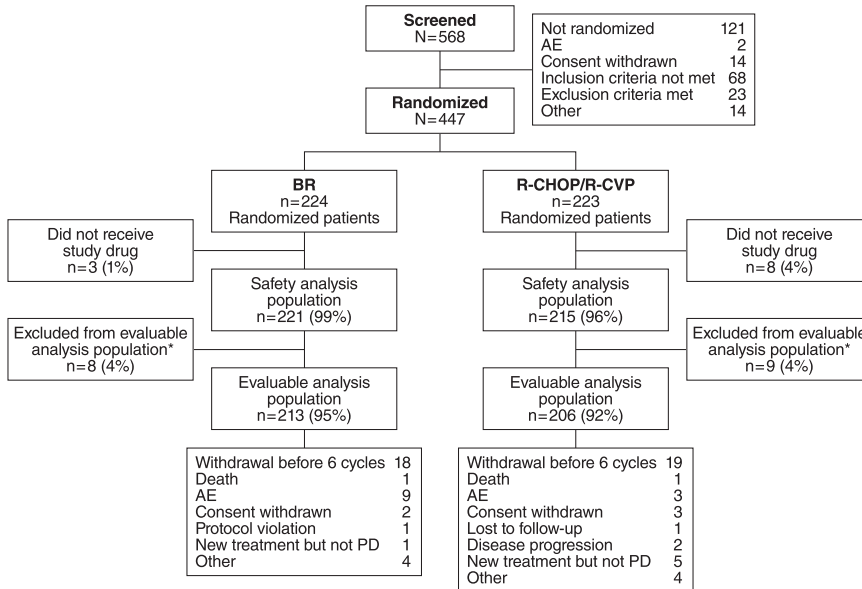 Screened
N=568
Not randomized 121
AE 2
Consent withdrawn 14
Inclusion criteria not met 68
Exclusion criteria met 23
Other 14
Randomized
N=447
BR
n=224
Randomized patients
R-CHOP/R-CVP
n=223
Randomized patients
Did not receive
study drug
n=3 (1%)
Did not receive
study drug
n=8 (4%)
Safety analysis
population
n=221 (99%)
Safety analysis
population
n=215 (96%)
Excluded from evaluable
analysis population*
n=8 (4%)
Excluded from evaluable
analysis population*
n=9 (4%)
Evaluable analysis
population
n=213 (95%)
Evaluable analysis
population
n=206 (92%)
Withdrawal before 6 cycles 18
Death 1
AE 9
Consent withdrawn 2
Protocol violation 1
New treatment but not PD 1
Other 4
Withdrawal before 6 cycles 19
Death 1
AE 3
Consent withdrawn 3
Lost to follow-up 1
Disease progression 2
New treatment but not PD 5
Other 4